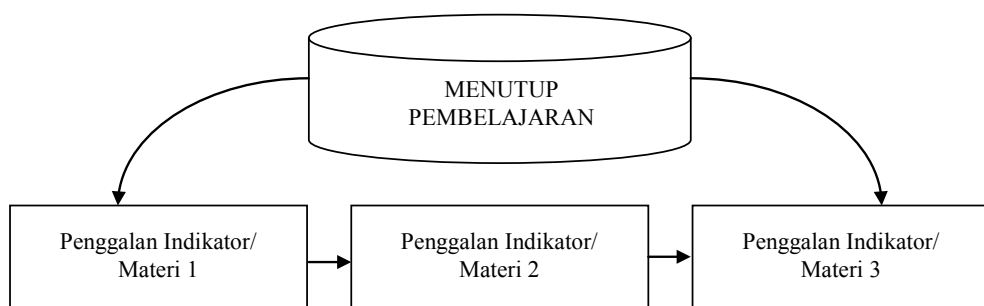 MENUTUP
PEMBELAJARAN
Penggalan Indikator/
Materi 1
Penggalan Indikator/
Materi 2
Penggalan Indikator/
Materi 3